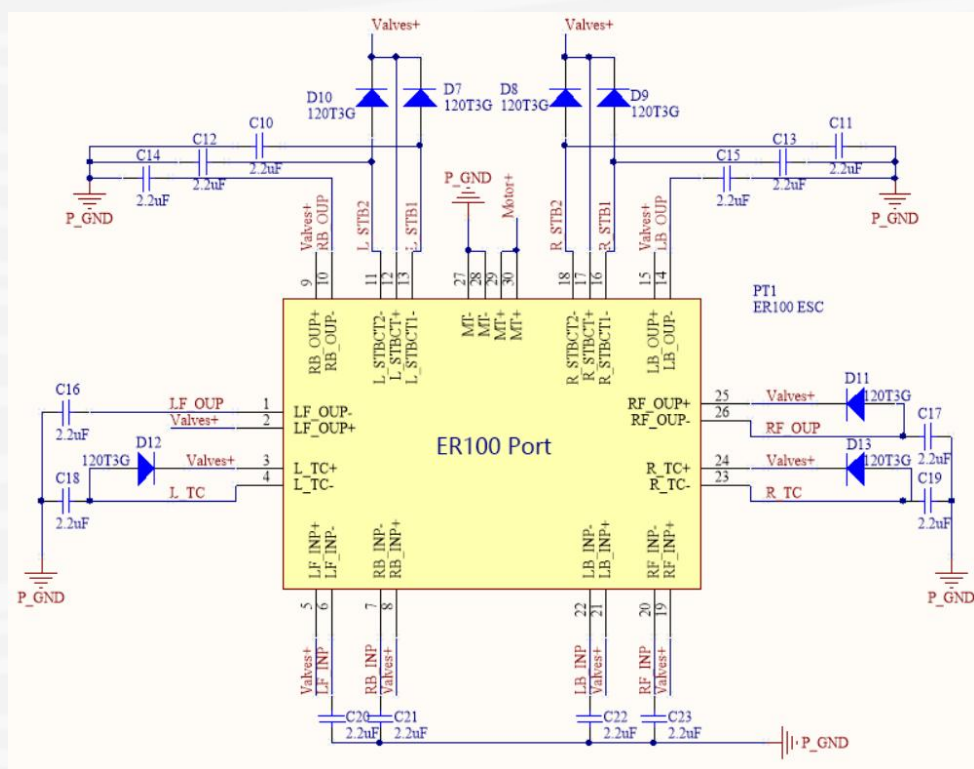 Valves+
Valves+
D10
120T3G
D7
120T3G
D8
120T3G
D9
120T3G
C10
2.2uF
C12
2.2uF
C14
2.2uF
C11
C13
2.2uF
C15
2.2uF
P_GND
P_GND
P_GND
Motor+
Valves+
RB_OUP
L_STB2
L_STB1
R_STB2
R_STB1
Valves+
LB_OUP
9
10
11
12
13
27
28
29
30
18
17
16
15
14
PT1
ER100 ESC
RB_OUP+
RB_OUP-
L_STBCT2-
L_STBCT+
L_STBCT1-
MT-
MT-
MT+
MT+
R_STBCT2-
R_STBCT+
R_STBCT1-
LB_OUP+
LB_OUP-
C16
2.2uF
LF_OUP
Valves+
1
2
LF_OUP-
LF_OUP+
D12
120T3G
Valves+
3
4
L_TC+
L_TC-
C18
2.2uF
L_TC
P_GND
ER100 Port
RF_OUP+
RF_OUP-
25
26
Valves+
RF_OUP
D11
120T3G
C17
2.2uF
R_TC+
R_TC-
24
23
Valves+
R_TC
D13
120T3G
C19
2.2uF
P_GND
LF_INP+
LF_INP-
RB_INP-
RB_INP+
LB_INP-
LB_INP+
RF_INP-
RF_INP+
5
6
7
8
22
21
20
19
Valves+
LF_INP
RB_INP
Valves+
LB_INP
Valves+
RF_INP
Valves+
C20
2.2uF
C21
2.2uF
C22
2.2uF
C23
2.2uF
P_GND